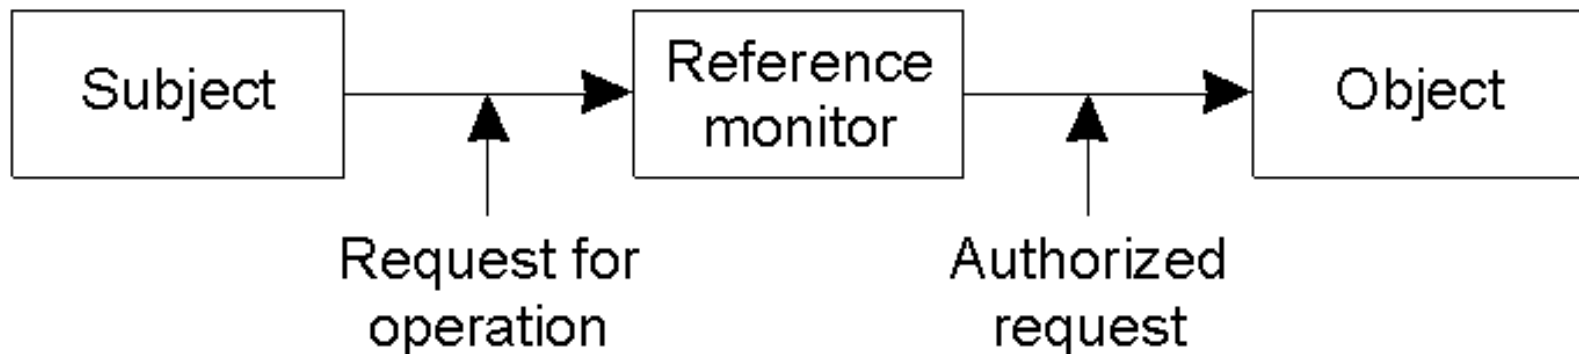 Subject
Reference
monitor
Object
Request for
operation
Authorized
request